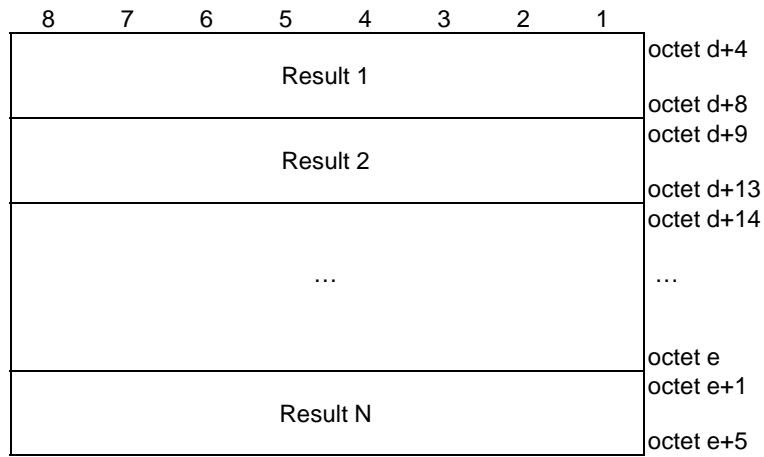 8 7 6 5 4 3 2 1
octet d+4
Result 1
octet d+8
octet d+9
Result 2
octet d+13
octet d+14
… …
octet e
octet e+1
Result N
octet e+5